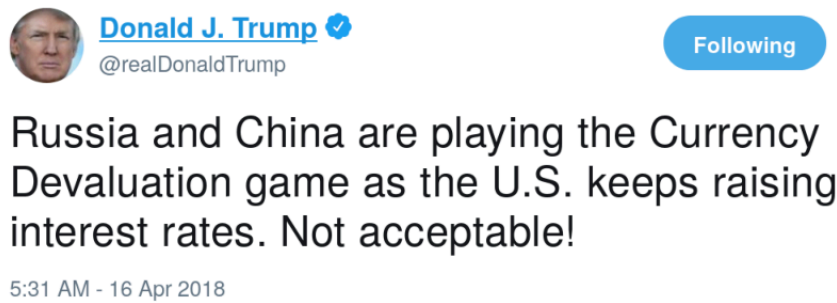 Donald J. Trump
Following
@realDonaldTrump
Russia and China are playing the Currency
Devaluation game as the U.S. keeps raising
interest rates. Not acceptable!
5:31 AM - 16 Apr 2018